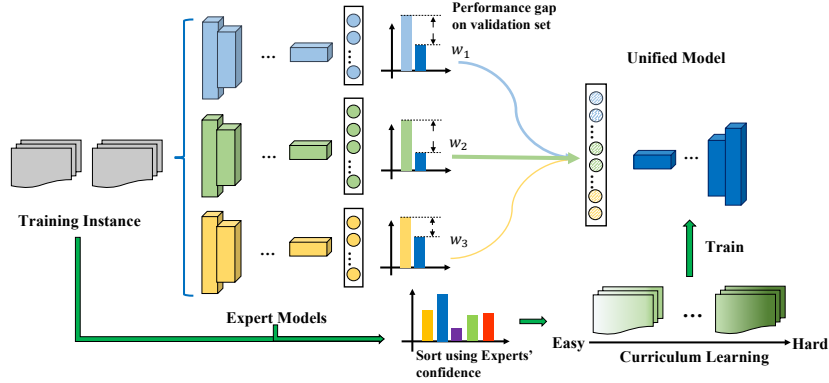 Performance gap
on validation set
w1
Unified Model
...
w2
...
Training Instance
w3
Train
Expert Models
Easy
Hard
Sort using Experts'
confidence
Curriculum Learning